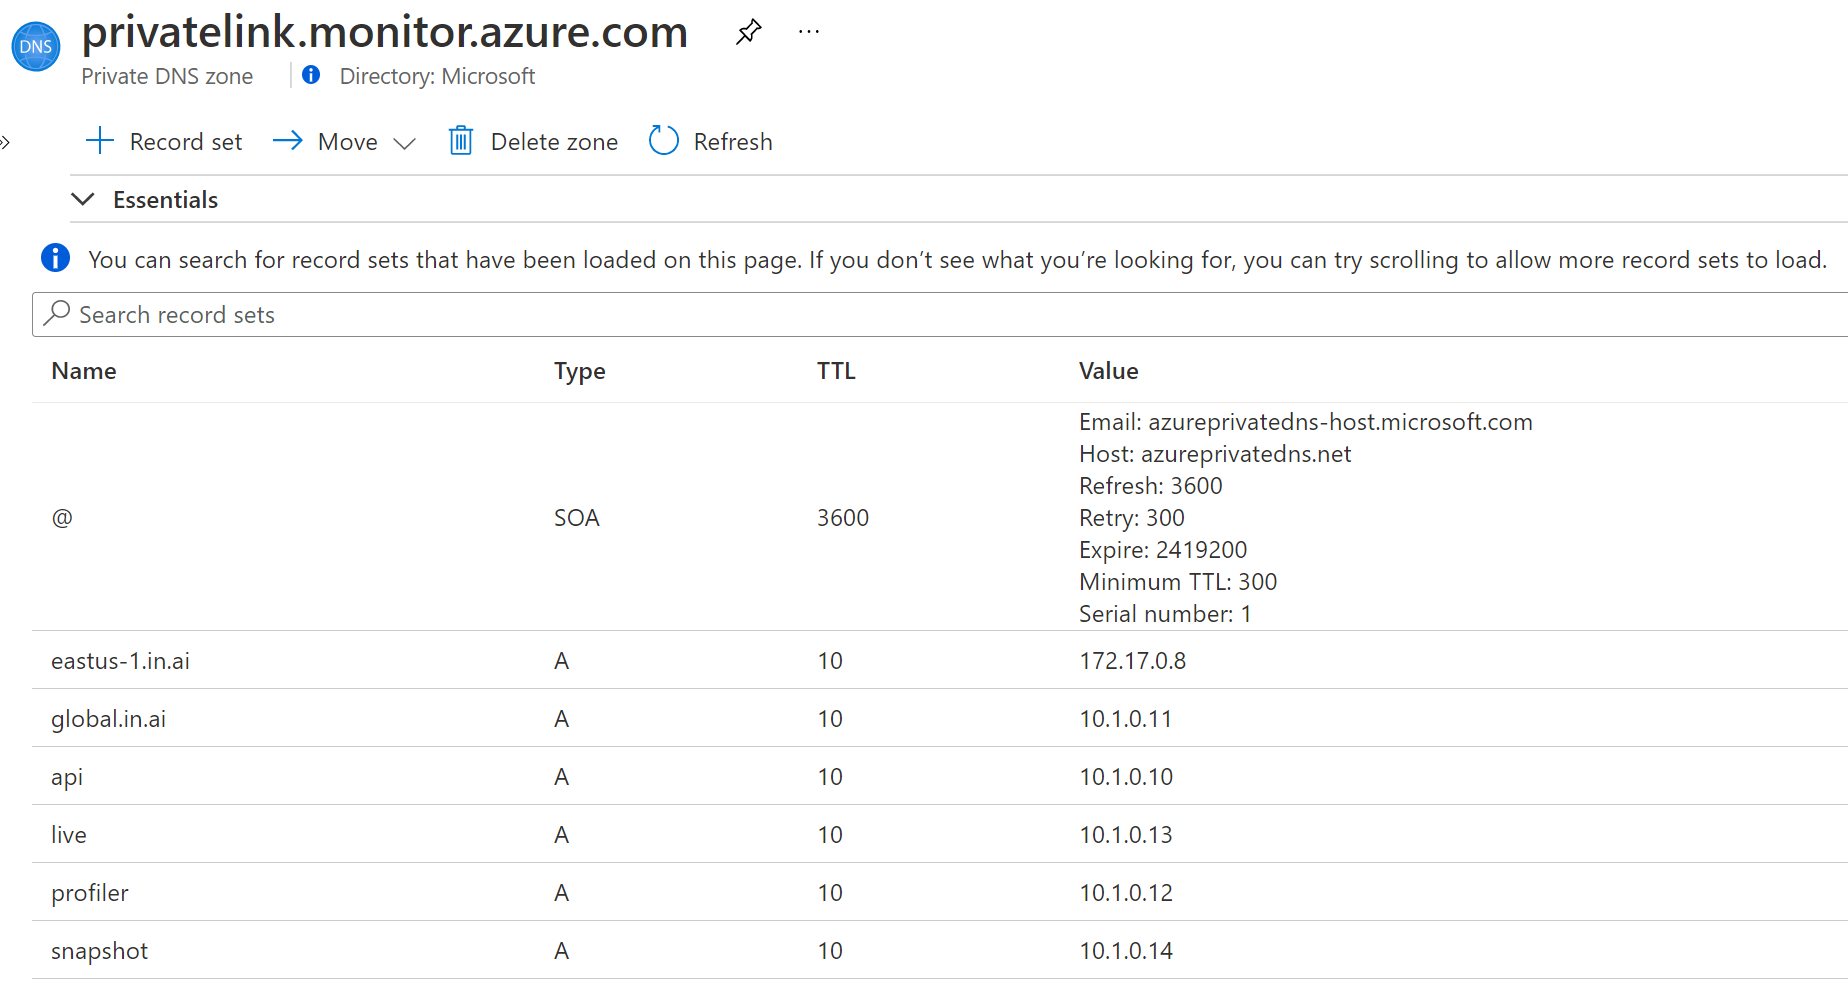 privatelink.monitor.azure.com
DNS
Private DNS zone
Directory: Microsoft
Record set Move Delete zone Refresh
Essentials
You can search for record sets that have been loaded on this page. If you don’t see what you’re looking for, you can try scrolling to allow more record sets to load.
Search record sets
Name Type TTL Value
@ SOA 3600
Email: azureprivatedns-host.microsoft.com
Host: azureprivatedns.net
Refresh: 3600
Retry: 300
Expire: 2419200
Minimum TTL: 300
Serial number: 1
eastus-1.in.ai A 10 172.17.0.8
global.in.ai A 10 10.1.0.11
api A 10 10.1.0.10
live A 10 10.1.0.13
profiler A 10 10.1.0.12
snapshot A 10 10.1.0.14